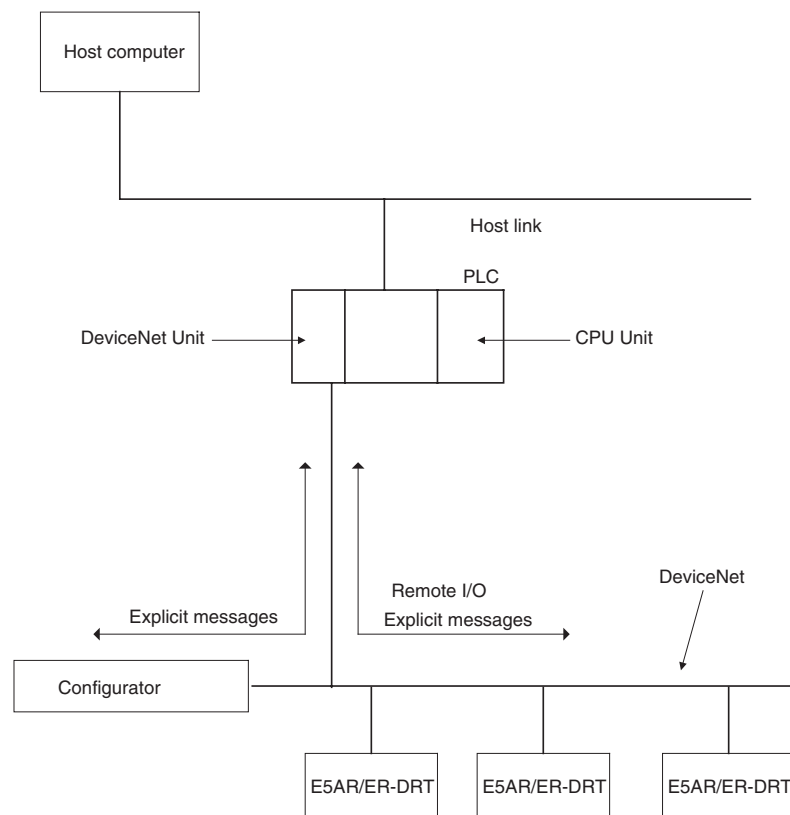 Host computer
Host link
PLC
DeviceNet Unit
CPU Unit
DeviceNet
Remote I/O
Explicit messages
Explicit messages
Configurator
E5AR/ER-DRT
E5AR/ER-DRT
E5AR/ER-DRT